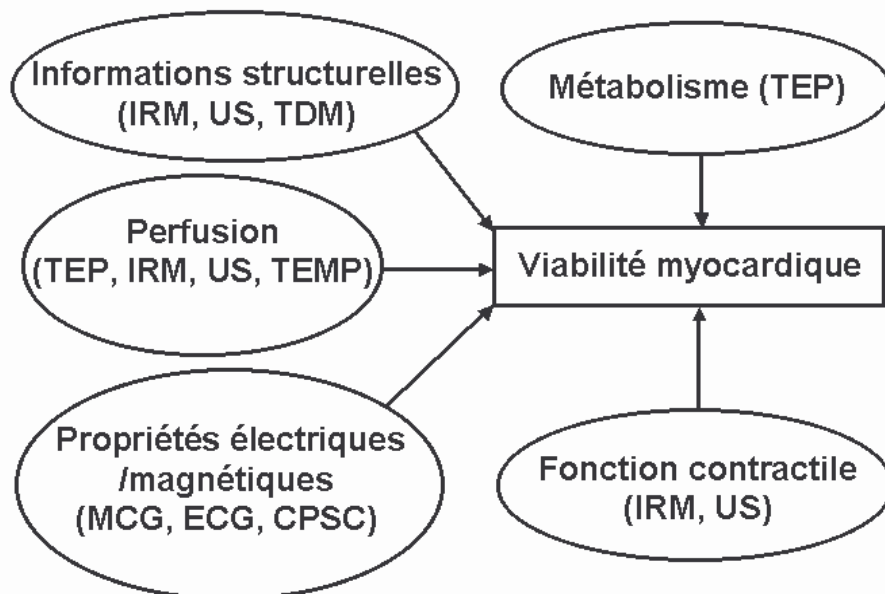 Informations structurelles
(IRM, US, TDM)
Métabolisme (TEP)
Perfusion
(TEP, IRM, US, TEMP)
Viabilité myocardique
Propriétés électriques
/magnétiques
(MCG, ECG, CPSC)
Fonction contractile
(IRM, US)